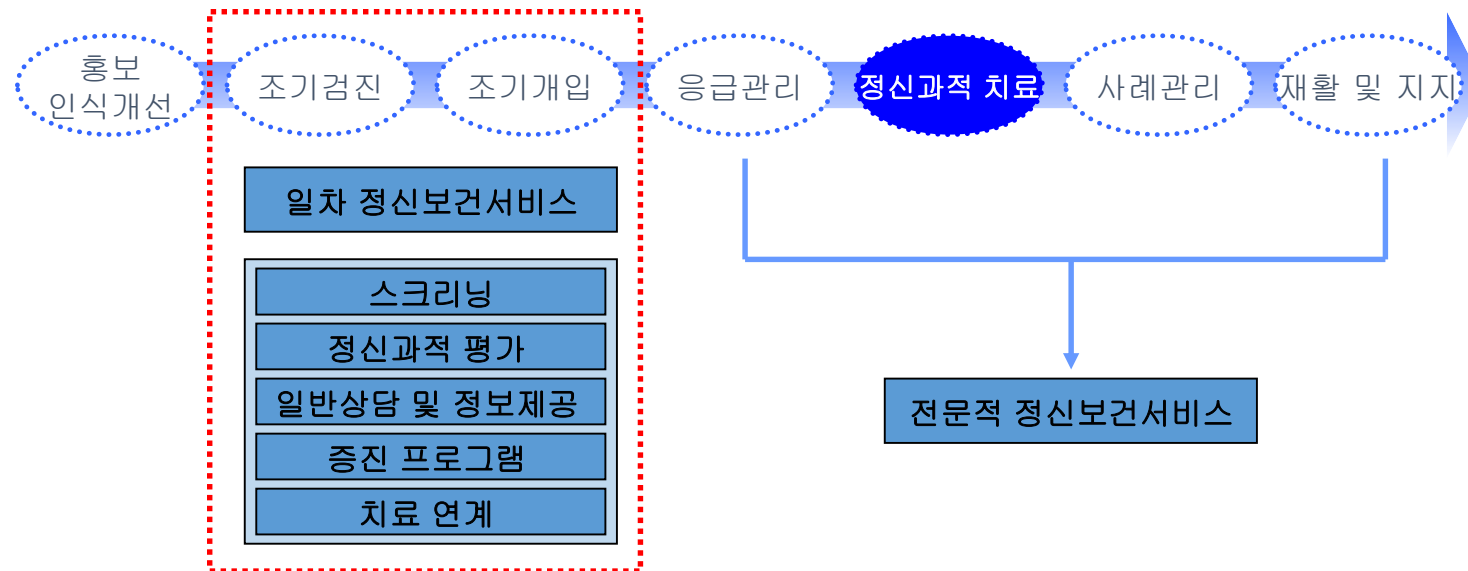 홍보
인식개선
조기검진
조기개입
응급관리
정신과적 치료
사례관리
재활 및 지지
일차 정신보건서비스
스크리닝
정신과적 평가
일반상담 및 정보제공
증진 프로그램
치료 연계
전문적 정신보건서비스